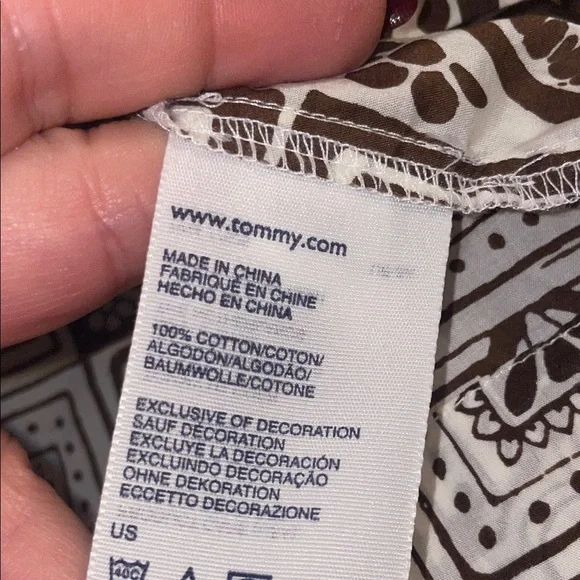 www.tommy.com
MADE IN CHINA
FABRIQUÉ EN CHINE
HECHO EN CHINA
100% COTTON/COTON/
ALGODÓN/ALGODÃO/
BAUMWOLLE/COTONE
EXCLUSIVE OF DECORATION
SAUF DECORATION
EXCLUYE LA DECORACIÓN
EXCLUINDO DECORAÇÃO
OHNE DEKORATION
ECCETTO DECORAZIONE
US
40C